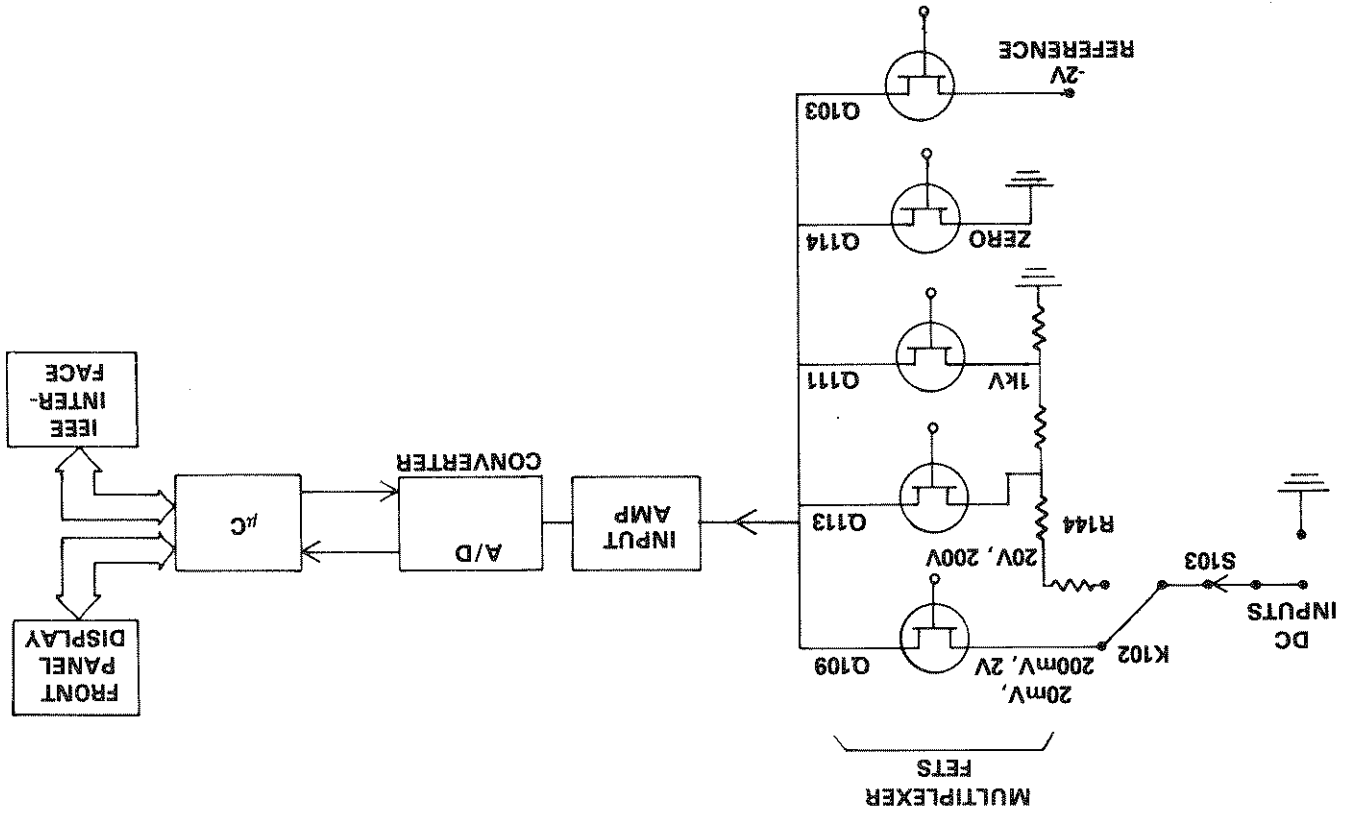 MULTIPLEXER
FETS
20mV,
200mV, 2V
Q109
K102
DC
INPUTS
S103
R144
20V, 200V
Q113
1kV
Q111
ZERO
Q114
-2V
REFERENCE
Q103
INPUT
AMP
A/D
CONVERTER
μC
FRONT
PANEL
DISPLAY
IEEE
INTER-
FACE